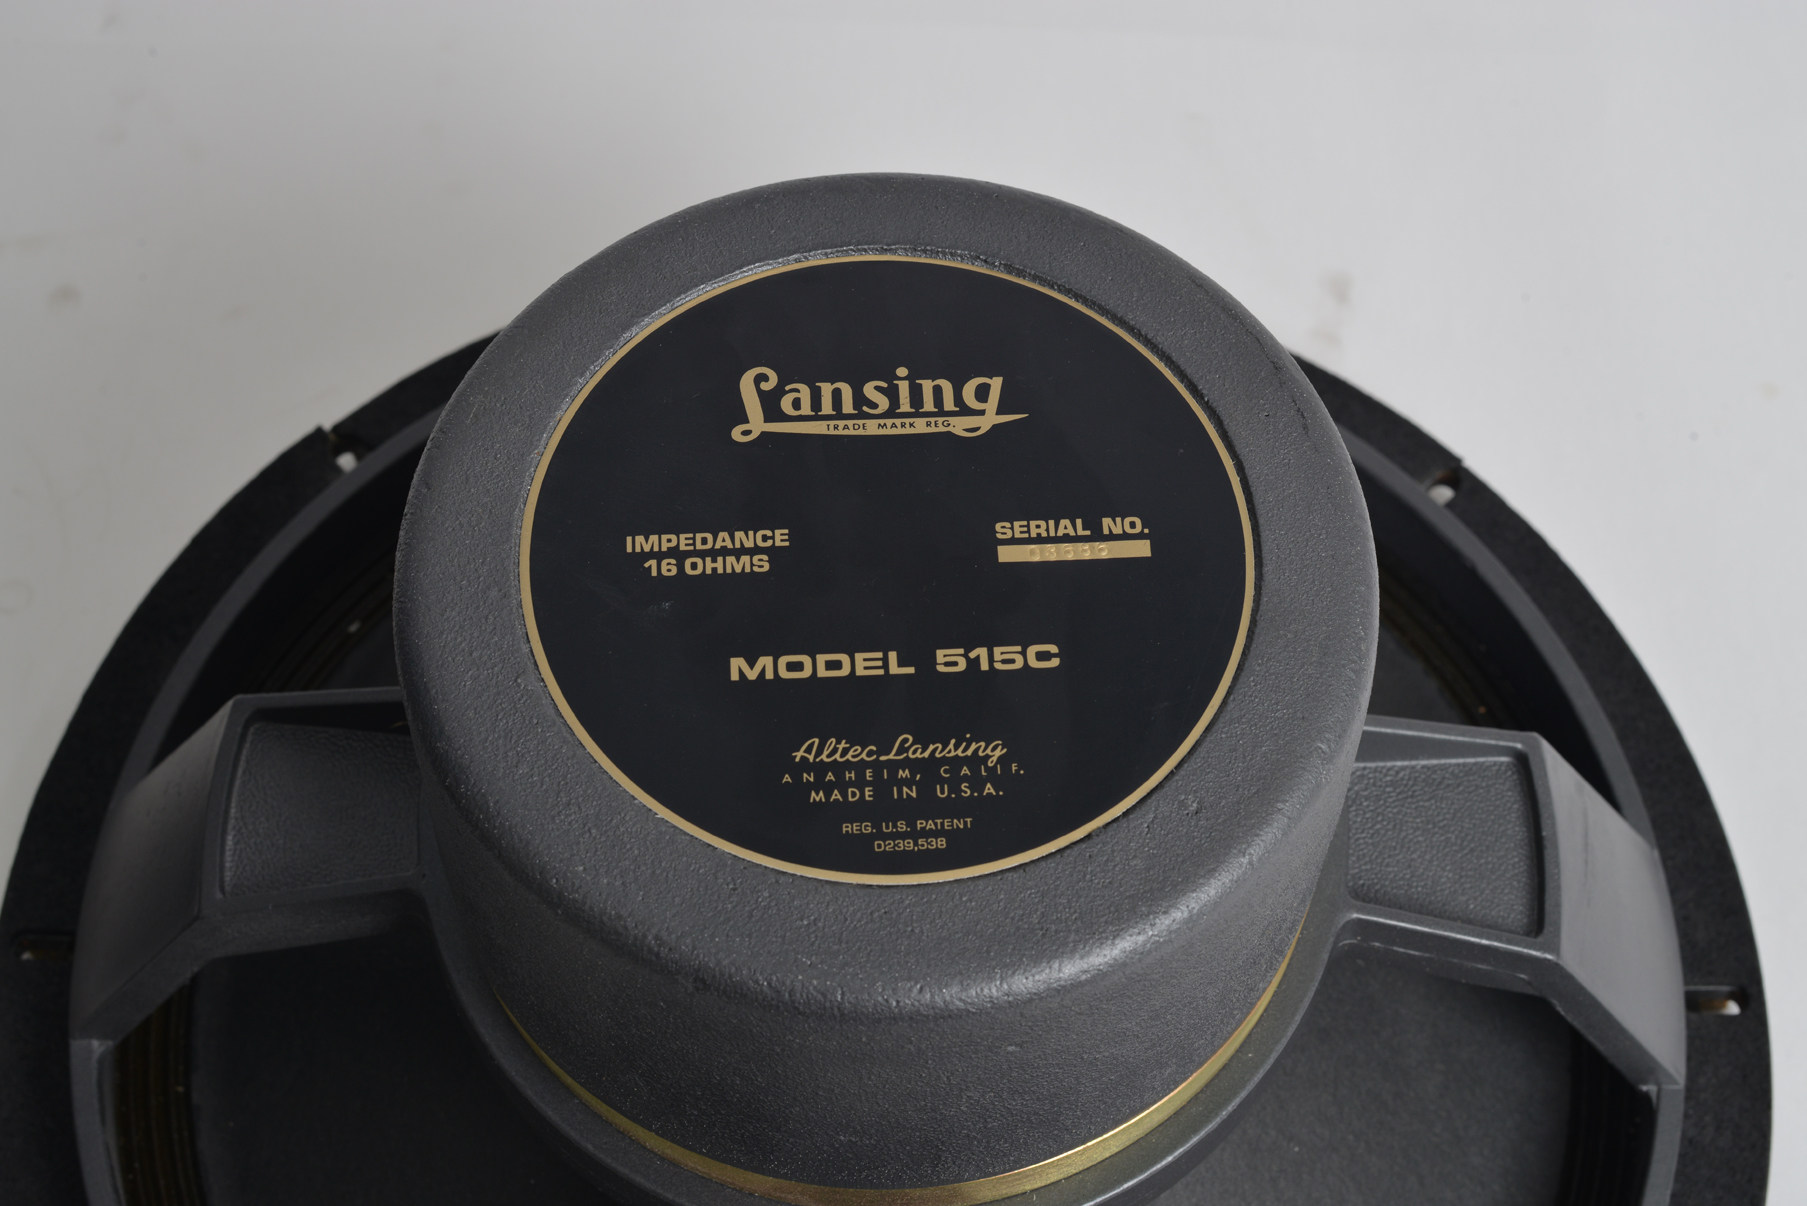 Lansing
TRADE MARK REG.
IMPEDANCE
16 OHMS
SERIAL NO.
03686
MODEL 515C
Altec Lansing
ANAHEIM, CALIF.
MADE IN U.S.A.
REG. U.S. PATENT
D239,538